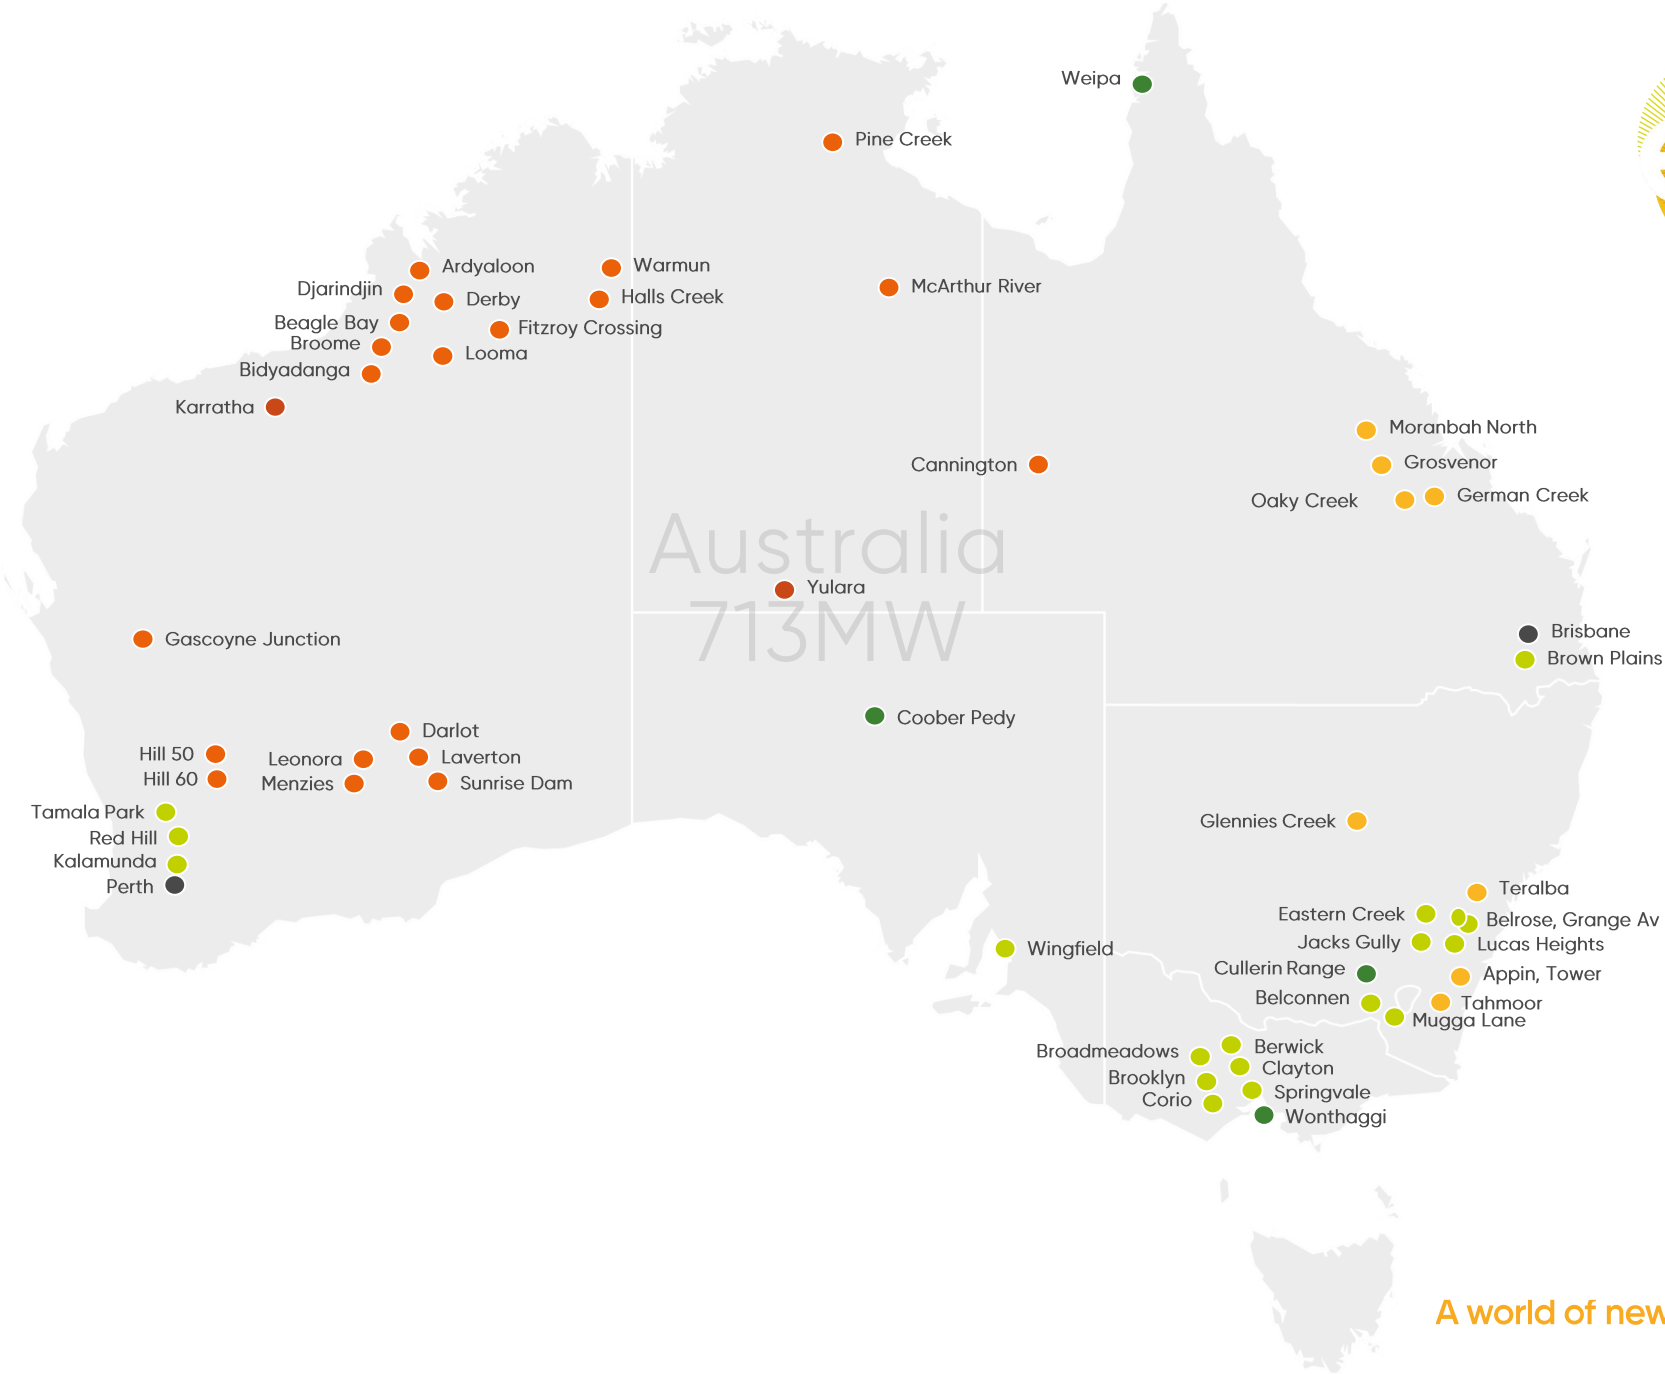 Weipa
Pine Creek
Ardyaloon
Warmun
Djarindjin
Derby
Halls Creek
McArthur River
Beagle Bay
Fitzroy Crossing
Broome
Looma
Bidyadanga
Karratha
Moranbah North
Cannington
Grosvenor
Oaky Creek
German Creek
Australia
713MW
Yulara
Gascoyne Junction
Brisbane
Brown Plains
Coober Pedy
Darlot
Hill 50
Leonora
Laverton
Hill 60
Menzies
Sunrise Dam
Tamala Park
Red Hill
Kalamunda
Perth
Glennies Creek
Teralba
Eastern Creek
Belrose, Grange Av
Jacks Gully
Lucas Heights
Wingfield
Cullerin Range
Appin, Tower
Belconnen
Tahmoor
Mugga Lane
Broadmeadows
Berwick
Clayton
Brooklyn
Springvale
Corio
Wonthaggi
A world of new